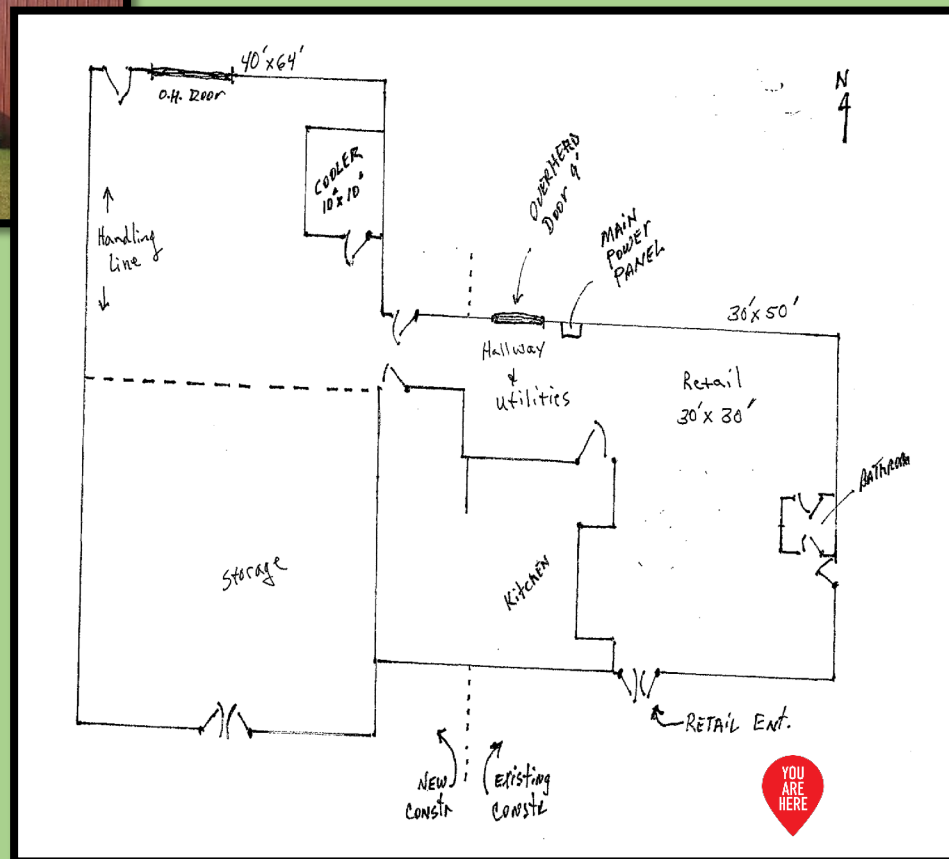 40'x64'
O.H. Door
N
COOLER
10'x10'
OVERHEAD
Door 9'
MAIN
POWER
PANEL
Handling
Line
30'x50'
Hallway
&
Utilities
Retail
30'x30'
BATHROOM
Storage
Kitchen
RETAIL Ent.
NEW
Constr
Existing
Constr
YOU
ARE
HERE